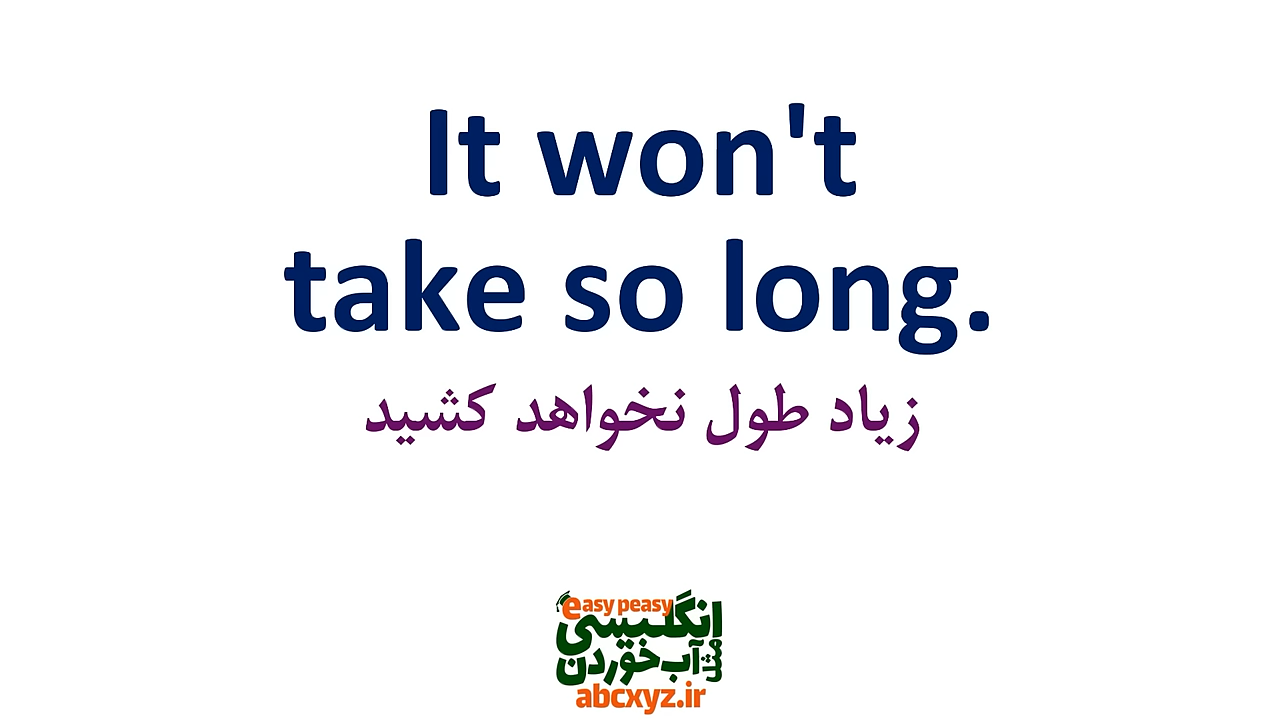 It won't
take so long.
زیاد طول نخواهد کشید
easy peasy
انگلیسی
مثل آب خوردن
abcxyz.ir